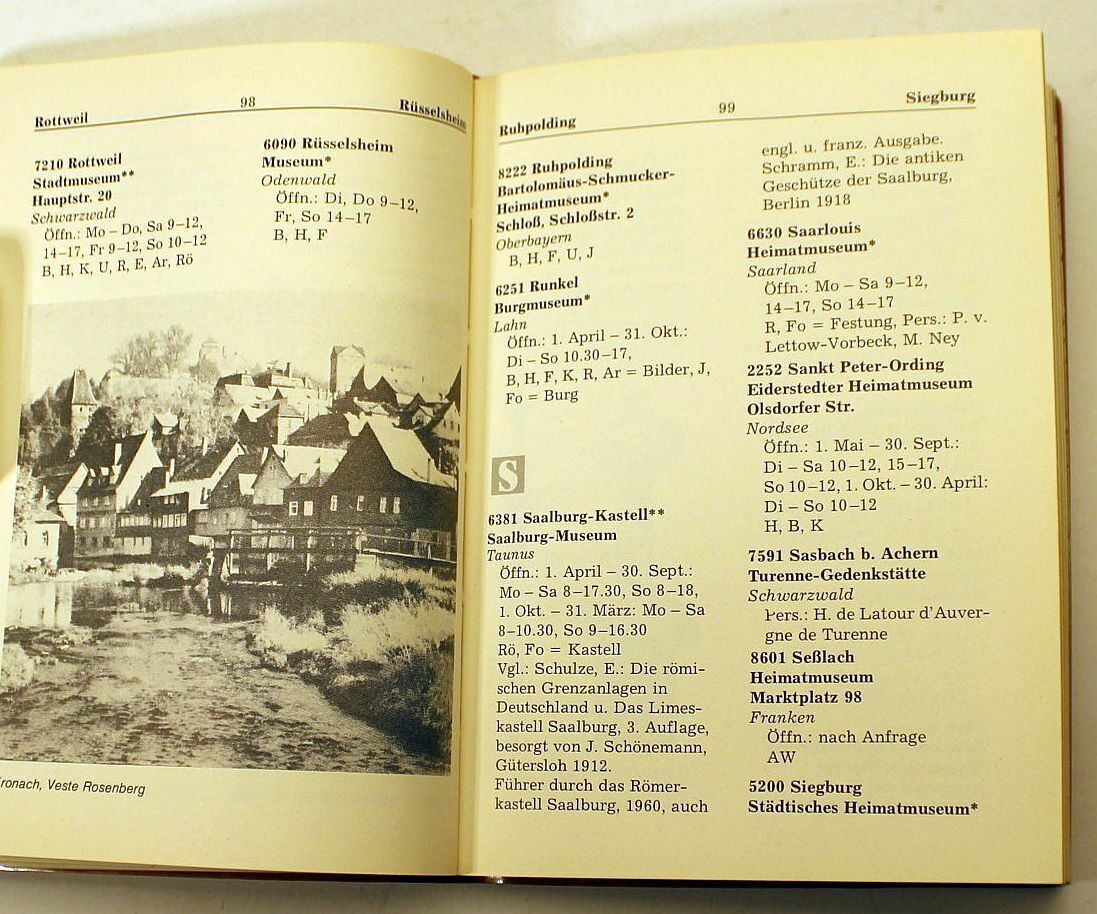 Rottweil
98
Rüsselsheim
7210 Rottweil
Stadtmuseum**
Hauptstr. 20
Schwarzwald
Öffn.: Mo – Do, Sa 9–12,
14–17, Fr 9–12, So 10–12
B, H, K, U, R, E, Ar, Rö
6090 Rüsselsheim
Museum*
Odenwald
Öffn.: Di, Do 9–12,
Fr, So 14–17
B, H, F
ronach, Veste Rosenberg
Ruhpolding
99
Siegburg
8222 Ruhpolding
Bartolomäus-Schmucker-
Heimatmuseum*
Schloß, Schloßstr. 2
Oberbayern
B, H, F, U, J
6251 Runkel
Burgmuseum*
Lahn
Öffn.: 1. April – 31. Okt.:
Di – So 10.30–17,
B, H, F, K, R, Ar = Bilder, J,
Fo = Burg
S
6381 Saalburg-Kastell**
Saalburg-Museum
Taunus
Öffn.: 1. April – 30. Sept.:
Mo – Sa 8–17.30, So 8–18,
1. Okt. – 31. März: Mo – Sa
8–10.30, So 9–16.30
Rö, Fo = Kastell
Vgl.: Schulze, E.: Die römi-
schen Grenzanlagen in
Deutschland u. Das Limes-
kastell Saalburg, 3. Auflage,
besorgt von J. Schönemann,
Gütersloh 1912.
Führer durch das Römer-
kastell Saalburg, 1960, auch
engl. u. franz. Ausgabe.
Schramm, E.: Die antiken
Geschütze der Saalburg,
Berlin 1918
6630 Saarlouis
Heimatmuseum*
Saarland
Öffn.: Mo – Sa 9–12,
14–17, So 14–17
R, Fo = Festung, Pers.: P. v.
Lettow-Vorbeck, M. Ney
2252 Sankt Peter-Ording
Eiderstedter Heimatmuseum
Olsdorfer Str.
Nordsee
Öffn.: 1. Mai – 30. Sept.:
Di – Sa 10–12, 15–17,
So 10–12, 1. Okt. – 30. April:
Di – So 10–12
H, B, K
7591 Sasbach b. Achern
Turenne-Gedenkstätte
Schwarzwald
Pers.: H. de Latour d'Auver-
gne de Turenne
8601 Seßlach
Heimatmuseum
Marktplatz 98
Franken
Öffn.: nach Anfrage
AW
5200 Siegburg
Städtisches Heimatmuseum*